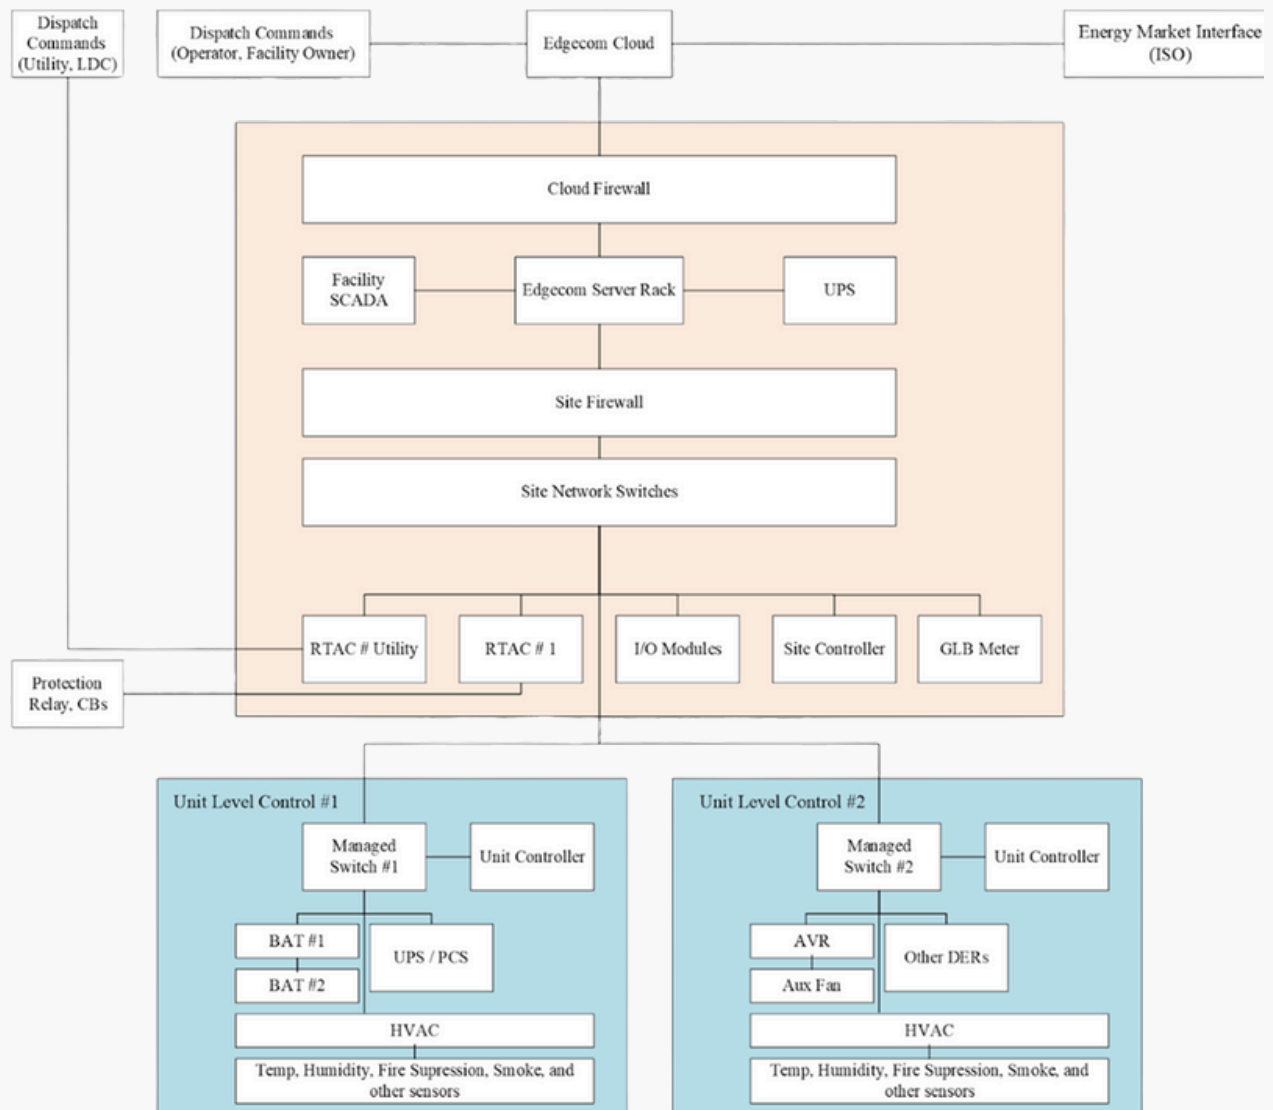 Dispatch
Commands
(Utility, LDC)
Dispatch Commands
(Operator, Facility Owner)
Edgecom Cloud
Energy Market Interface
(ISO)
Cloud Firewall
Facility
SCADA
Edgecom Server Rack
UPS
Site Firewall
Site Network Switches
RTAC # Utility
RTAC # 1
I/O Modules
Site Controller
GLB Meter
Protection
Relay, CBs
Unit Level Control #1
Managed
Switch #1
Unit Controller
BAT #1
BAT #2
UPS / PCS
HVAC
Temp, Humidity, Fire Supression, Smoke, and
other sensors
Unit Level Control #2
Managed
Switch #2
Unit Controller
AVR
Aux Fan
Other DERs
HVAC
Temp, Humidity, Fire Supression, Smoke, and
other sensors